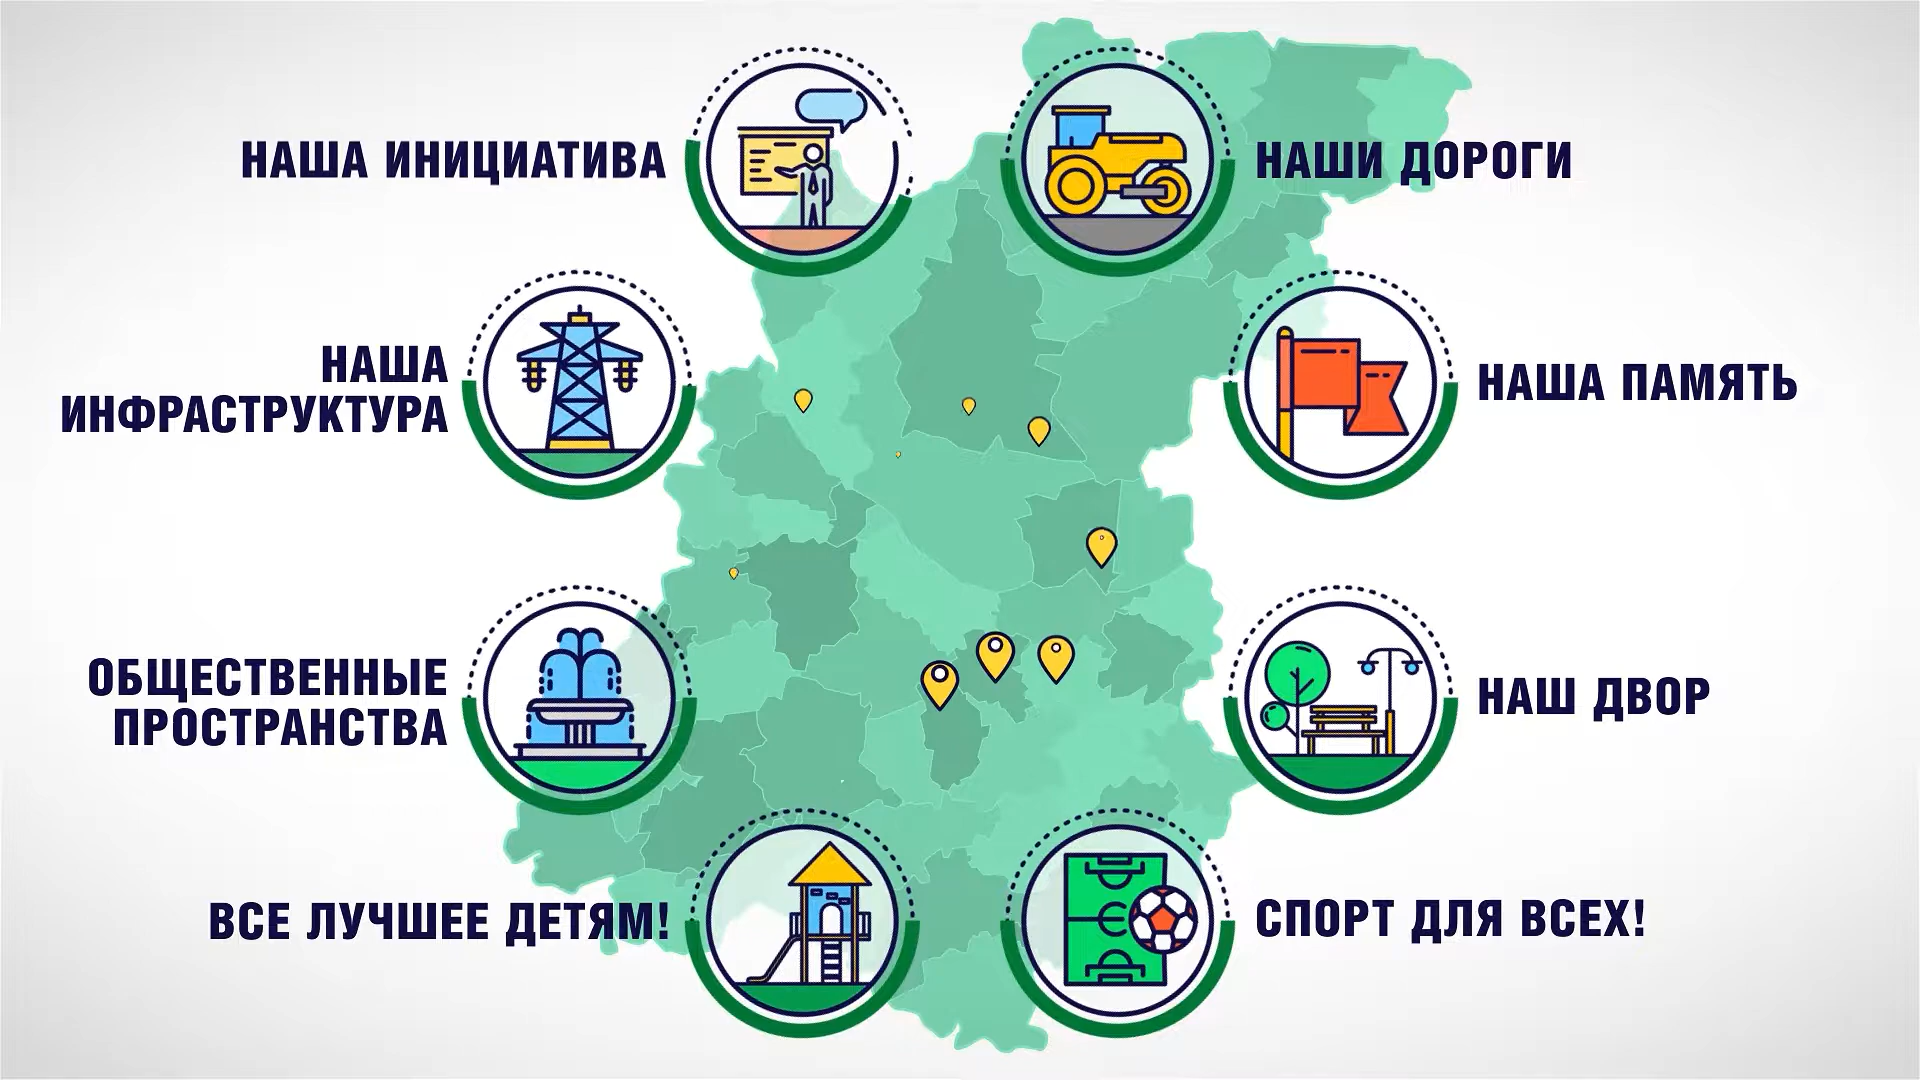 НАША ИНИЦИАТИВА
НАШИ ДОРОГИ
НАША
ИНФРАСТРУКТУРА
НАША ПАМЯТЬ
ОБЩЕСТВЕННЫЕ
ПРОСТРАНСТВА
НАШ ДВОР
ВСЕ ЛУЧШЕЕ ДЕТЯМ!
СПОРТ ДЛЯ ВСЕХ!